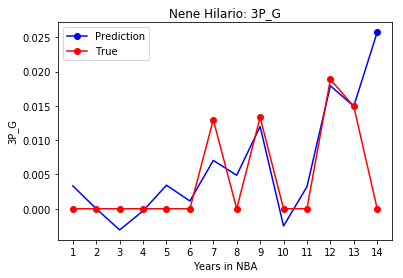 Nene Hilario: 3P_G
Prediction
True
0.025
0.020
0.015
0.010
0.005
0.000
3P_G
1 2 3 4 5 6 7 8 9 10 11 12 13 14
Years in NBA